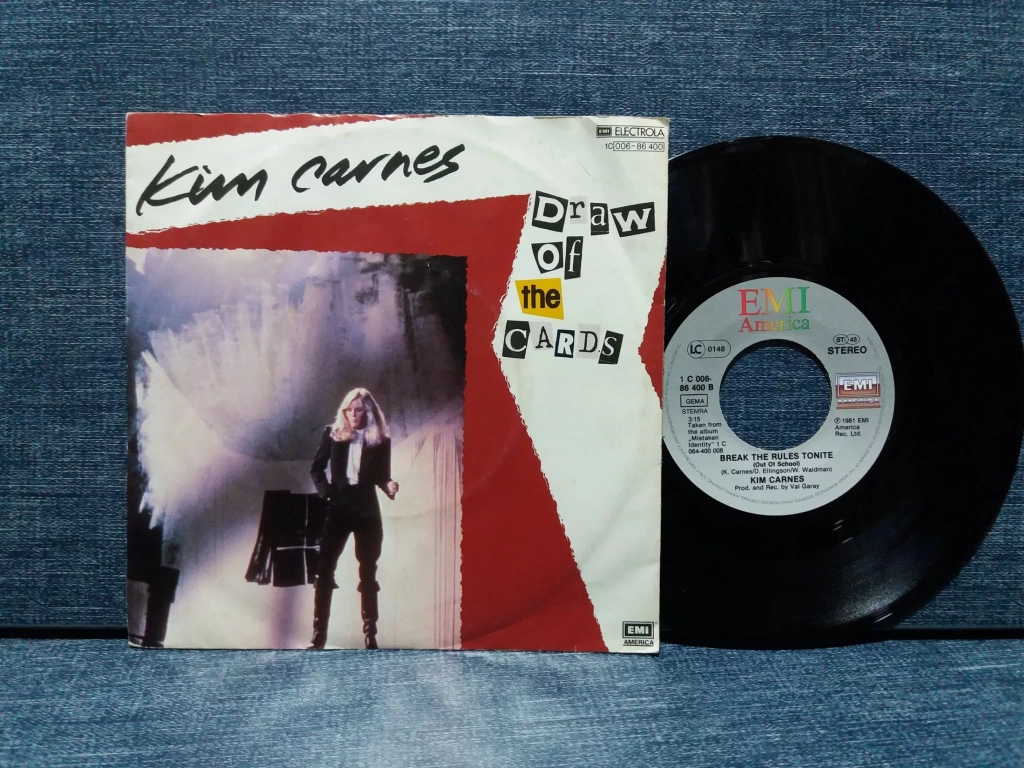 Kim Carnes
EMI ELECTROLA
1C 006-86 400
Draw
Of
the
CARDS
EMI
AMERICA
EMI
America
LC 0148
ST 45
STEREO
1 C 006-
86 400 B
GEMA
STEMRA
3:15
Taken from
the album
„Mistaken
Identity" 1 C
064-400 008
EMI
AMERICA
℗ 1981 EMI
America
Rec. Ltd.
BREAK THE RULES TONITE
(Out Of School)
(K. Carnes/D. Ellingson/W. Waldman)
KIM CARNES
Prod. and Rec. by Val Garay